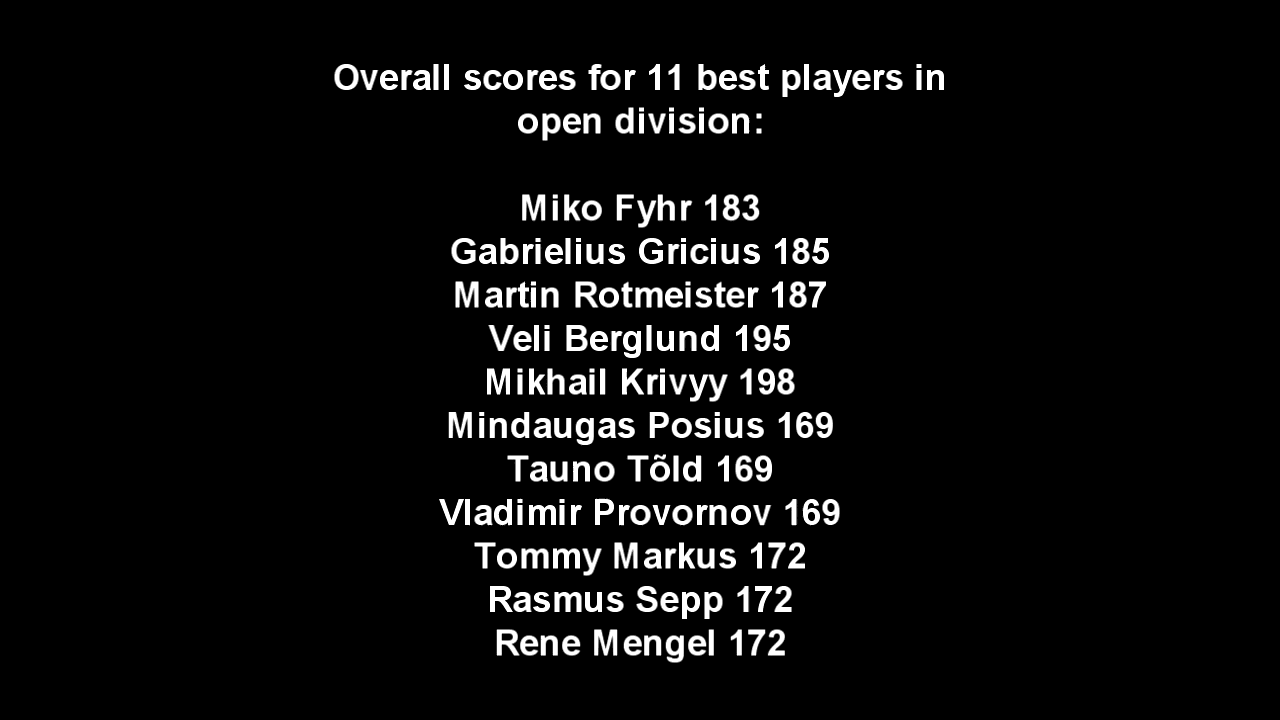 Overall scores for 11 best players in
open division:
Miko Fyhr 183
Gabrielius Gricius 185
Martin Rotmeister 187
Veli Berglund 195
Mikhail Krivyy 198
Mindaugas Posius 169
Tauno Tõld 169
Vladimir Provornov 169
Tommy Markus 172
Rasmus Sepp 172
Rene Mengel 172